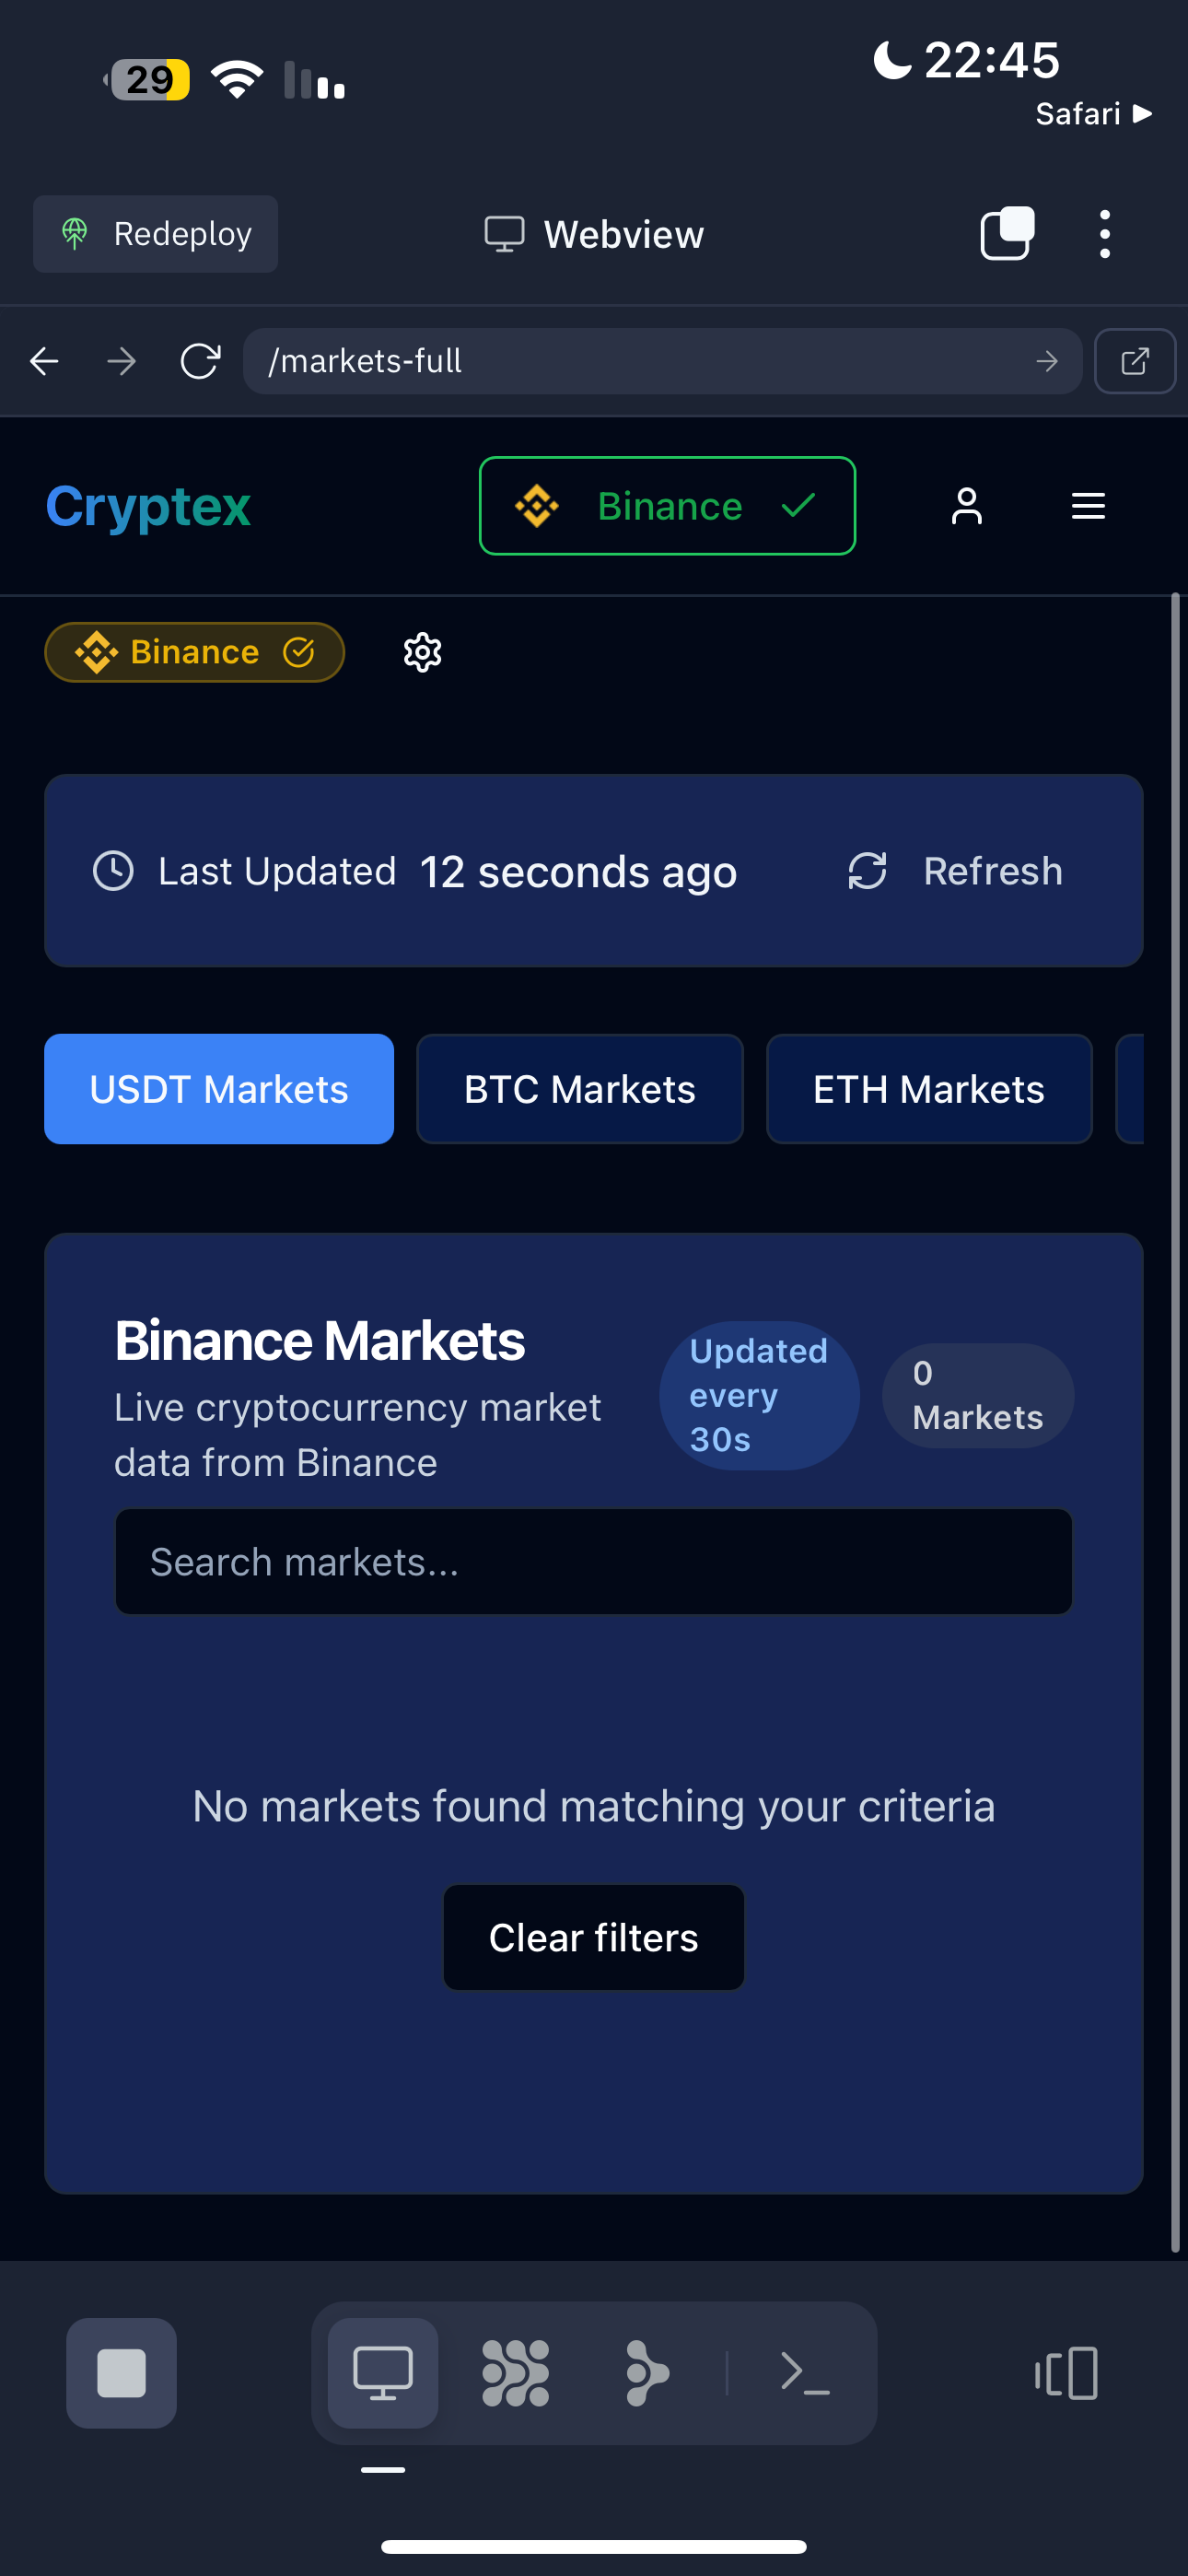 29
22:45
Safari
Redeploy
Webview
/markets-full
Cryptex
Binance
Binance
Last Updated 12 seconds ago
Refresh
USDT Markets
BTC Markets
ETH Markets
Binance Markets
Live cryptocurrency market
data from Binance
Updated
every
30s
0
Markets
Search markets...
No markets found matching your criteria
Clear filters